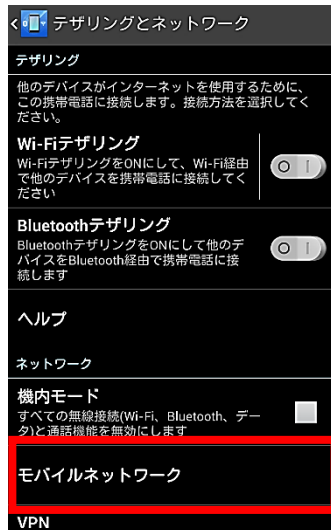 テザリングとネットワーク
テザリング
他のデバイスがインターネットを使用するために、
この携帯電話に接続します。接続方法を選択してく
ださい。
Wi-Fiテザリング
Wi-FiテザリングをONにして、Wi-Fi経由
で他のデバイスを携帯電話に接続してく
ださい
Bluetoothテザリング
BluetoothテザリングをONにして他のデ
バイスをBluetooth経由で携帯電話に接
続します
ヘルプ
ネットワーク
機内モード
すべての無線接続(Wi-Fi、Bluetooth、デー
タ)と通話機能を無効にします
モバイルネットワーク
VPN